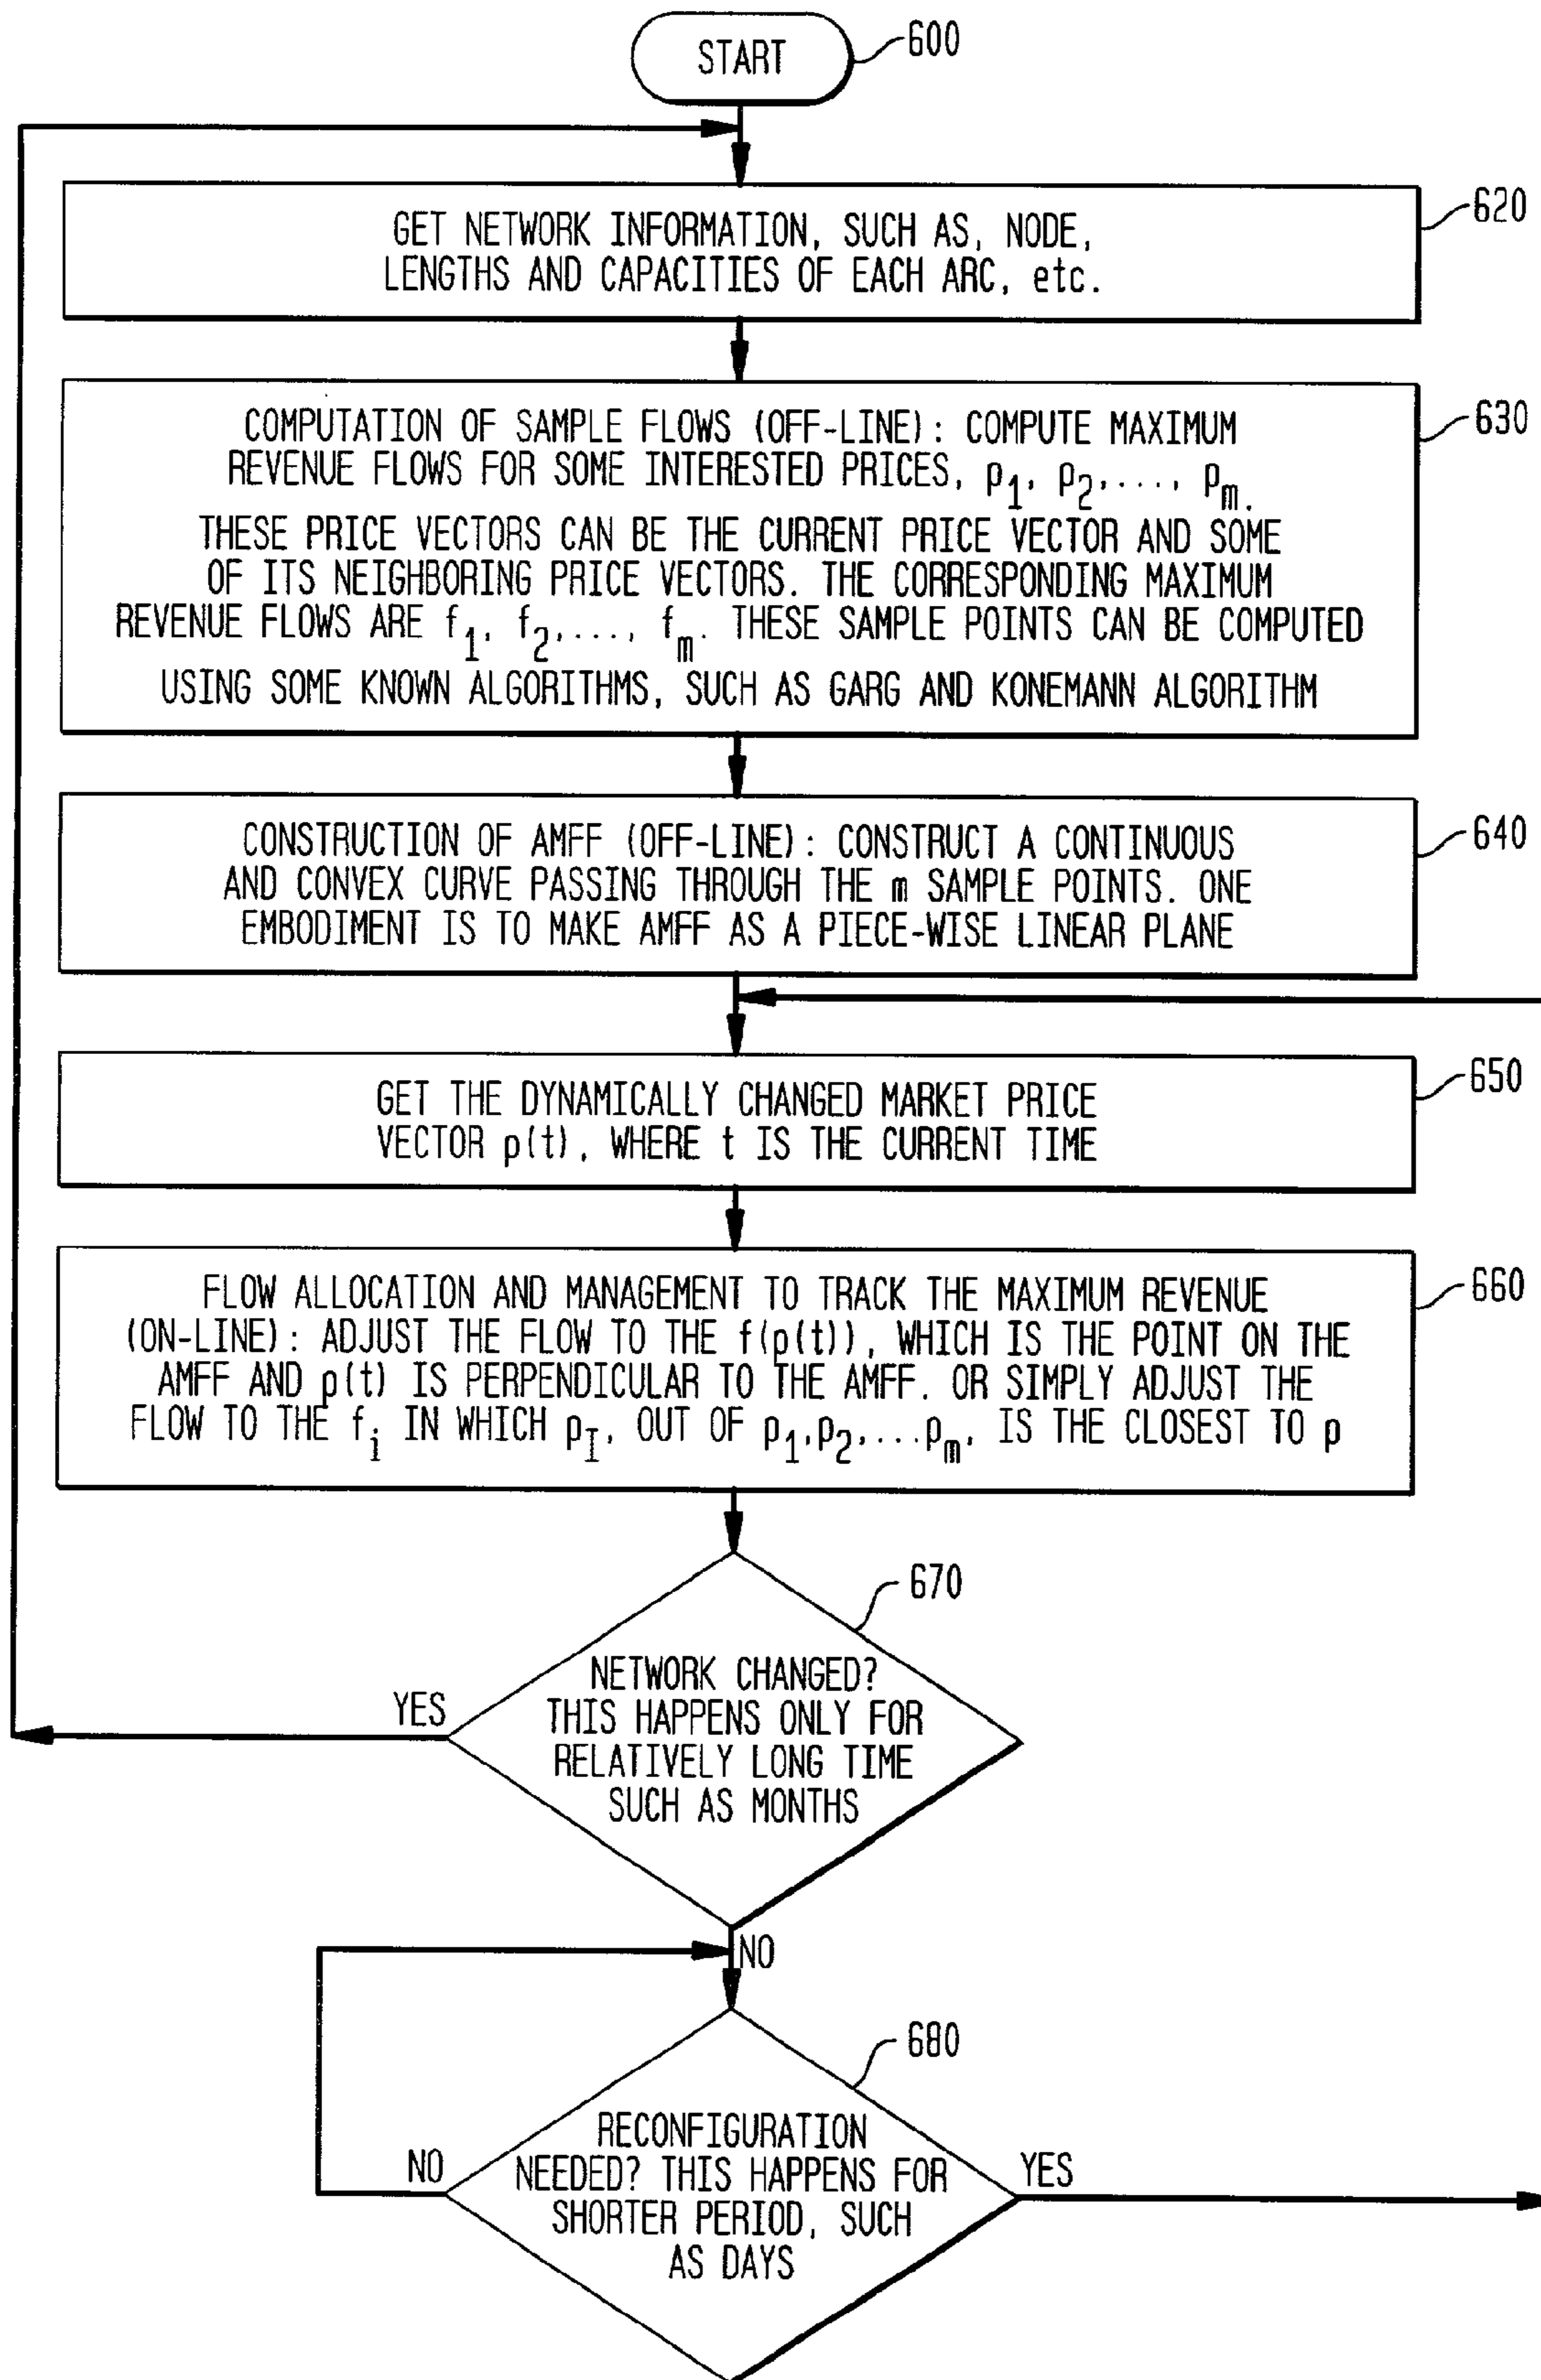 START
600
620
GET NETWORK INFORMATION, SUCH AS, NODE,
LENGTHS AND CAPACITIES OF EACH ARC, etc.
630
COMPUTATION OF SAMPLE FLOWS (OFF-LINE): COMPUTE MAXIMUM
REVENUE FLOWS FOR SOME INTERESTED PRICES, p1, p2,...., pm.
THESE PRICE VECTORS CAN BE THE CURRENT PRICE VECTOR AND SOME
OF ITS NEIGHBORING PRICE VECTORS. THE CORRESPONDING MAXIMUM
REVENUE FLOWS ARE f1, f2,...., fm. THESE SAMPLE POINTS CAN BE COMPUTED
USING SOME KNOWN ALGORITHMS, SUCH AS GARG AND KONEMANN ALGORITHM
640
CONSTRUCTION OF AMFF (OFF-LINE): CONSTRUCT A CONTINUOUS
AND CONVEX CURVE PASSING THROUGH THE m SAMPLE POINTS. ONE
EMBODIMENT IS TO MAKE AMFF AS A PIECE-WISE LINEAR PLANE
650
GET THE DYNAMICALLY CHANGED MARKET PRICE
VECTOR p(t), WHERE t IS THE CURRENT TIME
660
FLOW ALLOCATION AND MANAGEMENT TO TRACK THE MAXIMUM REVENUE
(ON-LINE): ADJUST THE FLOW TO THE f(p(t)), WHICH IS THE POINT ON THE
AMFF AND p(t) IS PERPENDICULAR TO THE AMFF. OR SIMPLY ADJUST THE
FLOW TO THE fi IN WHICH pI, OUT OF p1,p2,...pm, IS THE CLOSEST TO p
670
NETWORK CHANGED?
THIS HAPPENS ONLY FOR
RELATIVELY LONG TIME
SUCH AS MONTHS
YES
NO
680
RECONFIGURATION
NEEDED? THIS HAPPENS FOR
SHORTER PERIOD, SUCH
AS DAYS
NO
YES